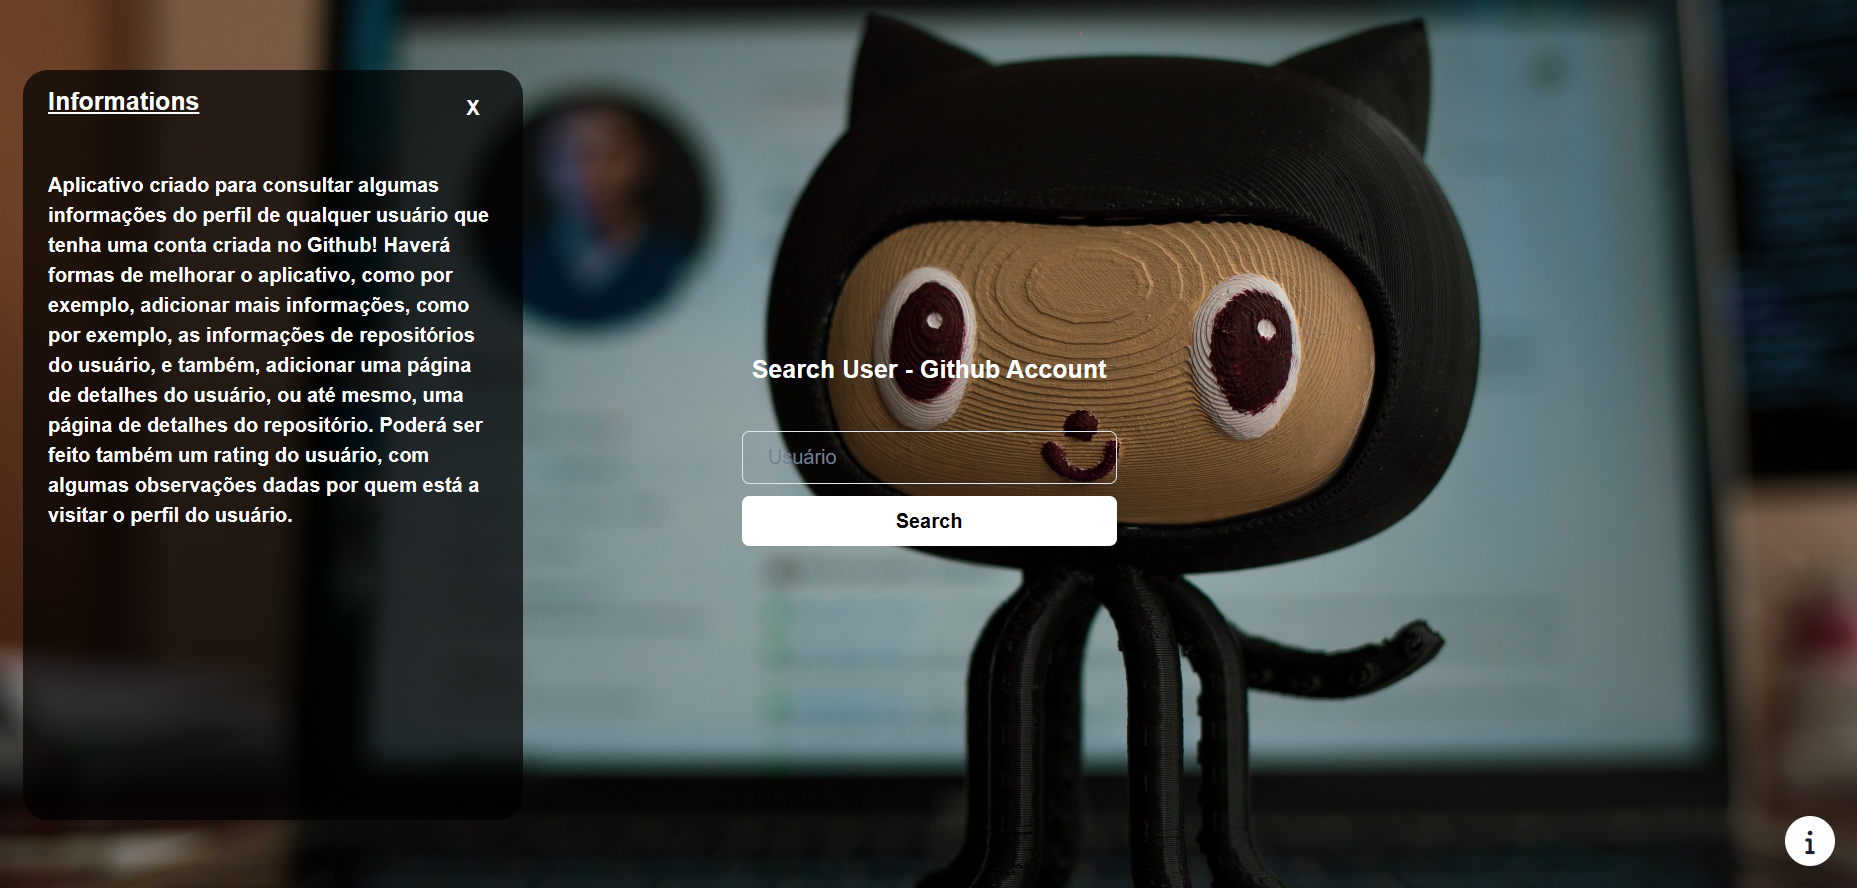 Informations
X
Aplicativo criado para consultar algumas
informações do perfil de qualquer usuário que
tenha uma conta criada no Github! Haverá
formas de melhorar o aplicativo, como por
exemplo, adicionar mais informações, como
por exemplo, as informações de repositórios
do usuário, e também, adicionar uma página
de detalhes do usuário, ou até mesmo, uma
página de detalhes do repositório. Poderá ser
feito também um rating do usuário, com
algumas observações dadas por quem está a
visitar o perfil do usuário.
Search User - Github Account
Usuário
Search
i